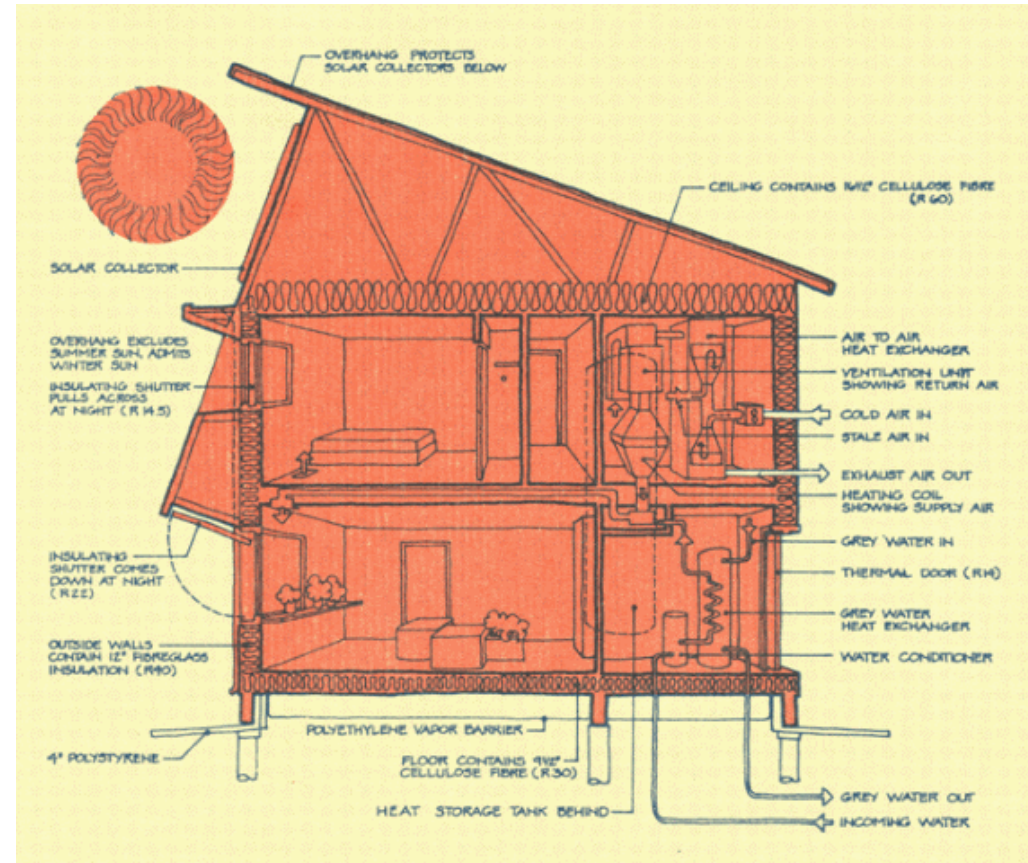 OVERHANG PROTECTS
SOLAR COLLECTORS BELOW
CEILING CONTAINS 16½" CELLULOSE FIBRE
(R 60)
SOLAR COLLECTOR
OVERHANG EXCLUDES
SUMMER SUN, ADMITS
WINTER SUN
INSULATING SHUTTER
PULLS ACROSS
AT NIGHT (R 14.5)
INSULATING
SHUTTER COMES
DOWN AT NIGHT
(R22)
OUTSIDE WALLS
CONTAIN 12" FIBREGLASS
INSULATION (R40)
4" POLYSTYRENE
AIR TO AIR
HEAT EXCHANGER
VENTILATION UNIT
SHOWING RETURN AIR
COLD AIR IN
STALE AIR IN
EXHAUST AIR OUT
HEATING COIL
SHOWING SUPPLY AIR
GREY WATER IN
THERMAL DOOR (R14)
GREY WATER
HEAT EXCHANGER
WATER CONDITIONER
POLYETHYLENE VAPOR BARRIER
FLOOR CONTAINS 9½"
CELLULOSE FIBRE (R30)
HEAT STORAGE TANK BEHIND
GREY WATER OUT
INCOMING WATER